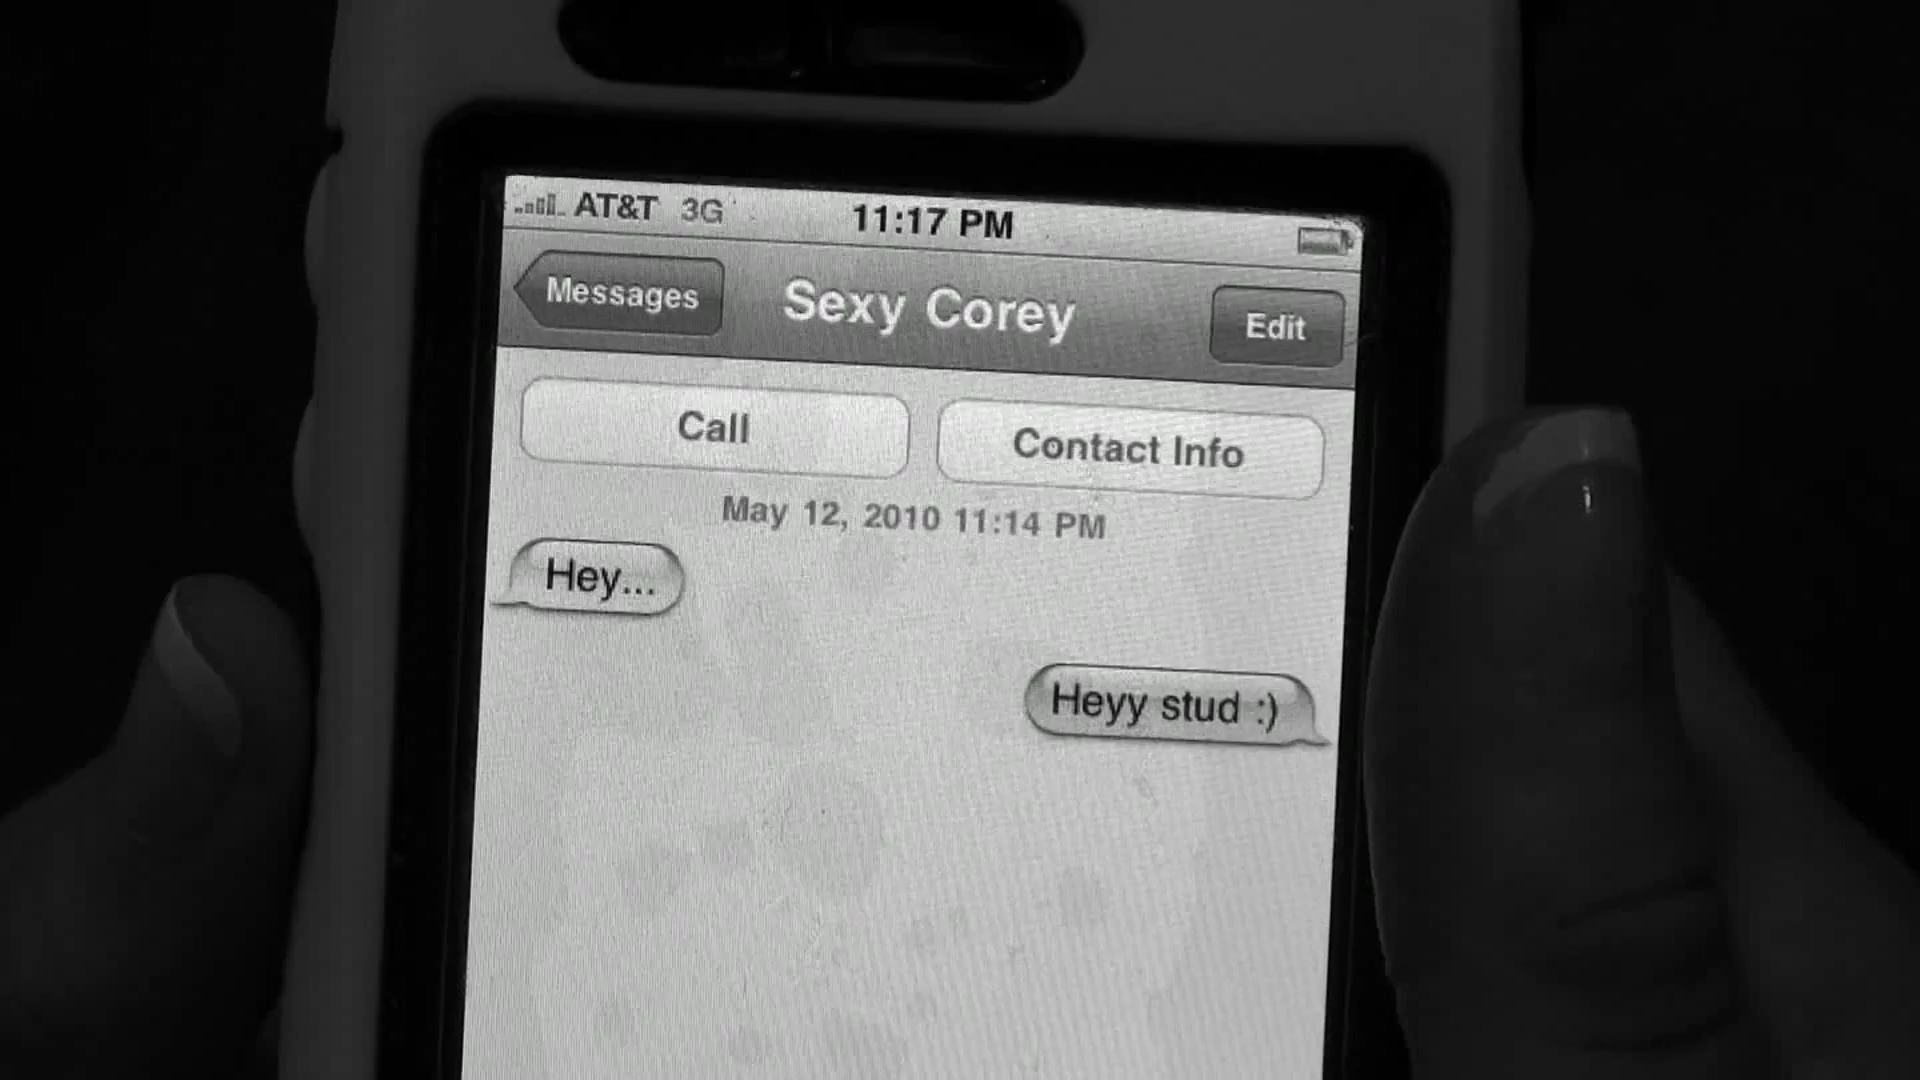 AT&T 3G 11:17 PM
Messages Sexy Corey Edit
Call Contact Info
May 12, 2010 11:14 PM
Hey...
Heyy stud :)